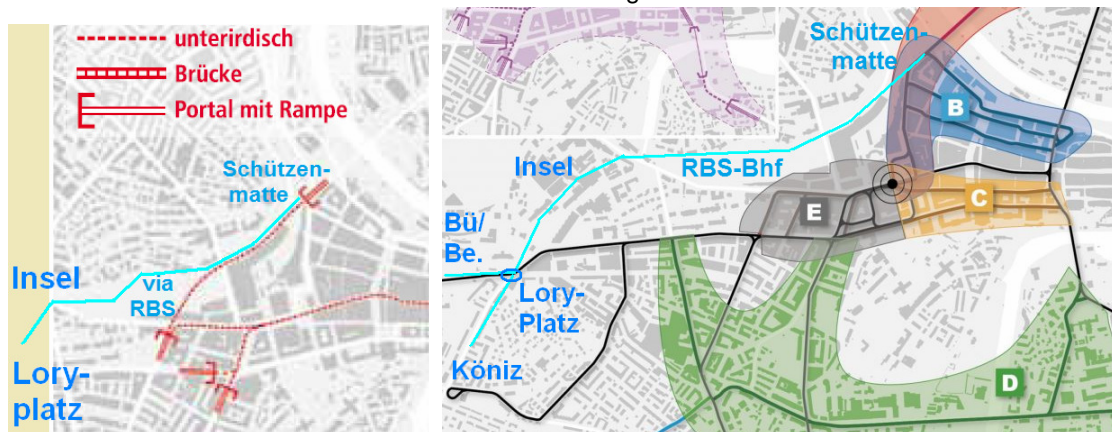 unterirdisch
Brücke
Portal mit Rampe
Schützen-
matte
Insel
via
RBS
Lory-
platz
Schützen-
matte
B
Insel
RBS-Bhf
E
C
Bü/
Be.
Lory-
Platz
Köniz
D